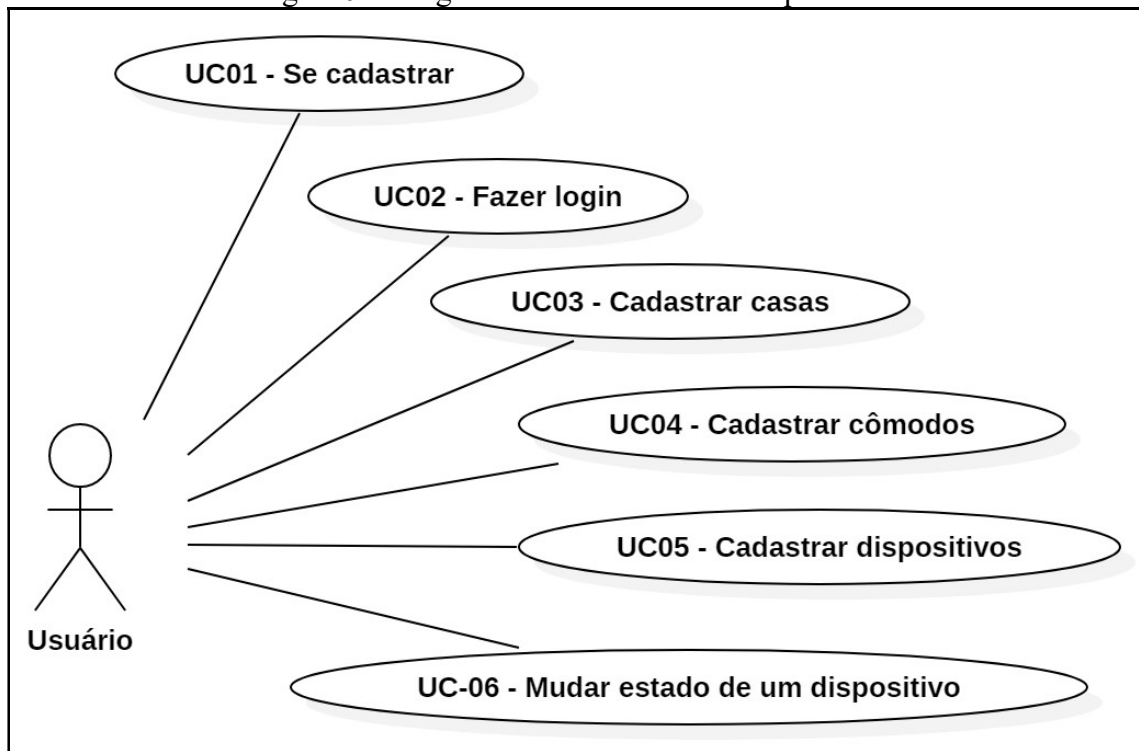 UC01 - Se cadastrar
UC02 - Fazer login
UC03 - Cadastrar casas
UC04 - Cadastrar cômodos
UC05 - Cadastrar dispositivos
Usuário
UC-06 - Mudar estado de um dispositivo